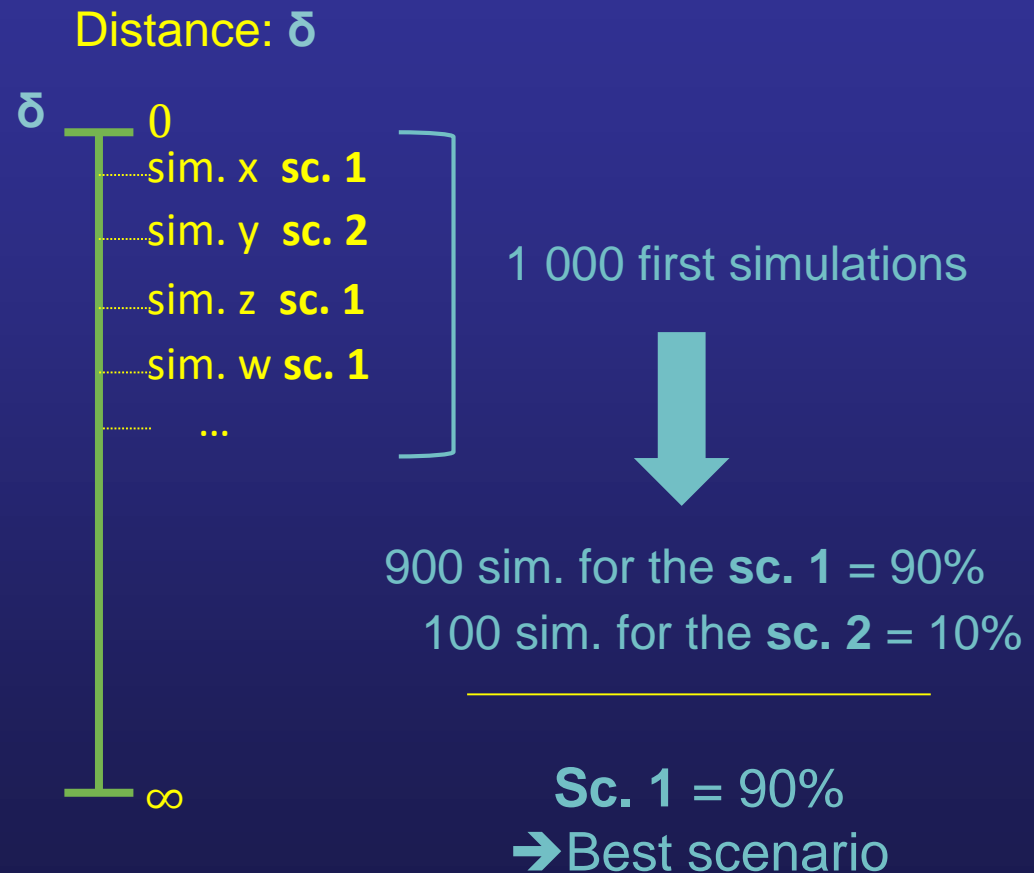 Distance: δ
δ
0
sim. x sc. 1
sim. y sc. 2
sim. z sc. 1
sim. w sc. 1
...
∞
1 000 first simulations
900 sim. for the sc. 1 = 90%
100 sim. for the sc. 2 = 10%
Sc. 1 = 90%
➔Best scenario